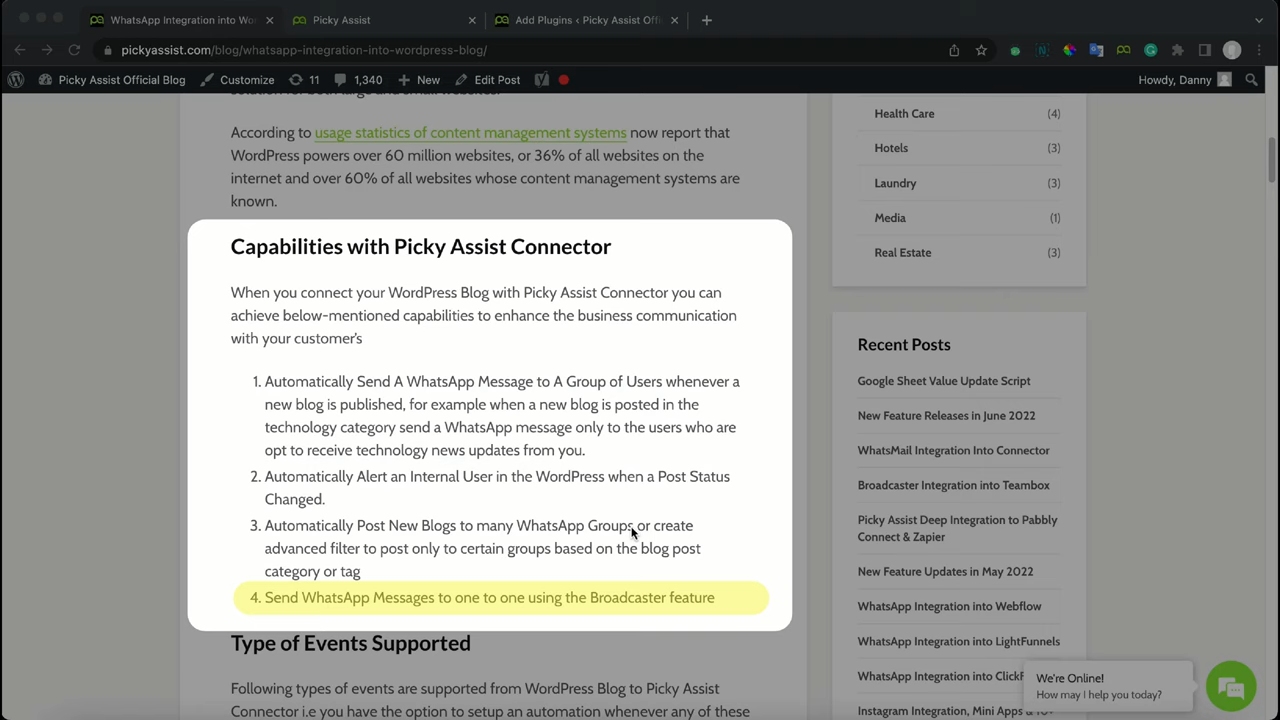 WhatsApp Integration into Wor
Picky Assist
Add Plugins < Picky Assist Offic
pickyassist.com/blog/whatsapp-integration-into-wordpress-blog/
Picky Assist Official Blog
Customize
11
1,340
New
Edit Post
Howdy, Danny
According to usage statistics of content management systems now report that
WordPress powers over 60 million websites, or 36% of all websites on the
internet and over 60% of all websites whose content management systems are
known.
Capabilities with Picky Assist Connector
When you connect your WordPress Blog with Picky Assist Connector you can
achieve below-mentioned capabilities to enhance the business communication
with your customer's
1. Automatically Send A WhatsApp Message to A Group of Users whenever a
new blog is published, for example when a new blog is posted in the
technology category send a WhatsApp message only to the users who are
opt to receive technology news updates from you.
2. Automatically Alert an Internal User in the WordPress when a Post Status
Changed.
3. Automatically Post New Blogs to many WhatsApp Groups or create
advanced filter to post only to certain groups based on the blog post
category or tag
4. Send WhatsApp Messages to one to one using the Broadcaster feature
Type of Events Supported
Following types of events are supported from WordPress Blog to Picky Assist
Connector i.e you have the option to setup an automation whenever any of these
Health Care (4)
Hotels (3)
Laundry (3)
Media (1)
Real Estate (3)
Recent Posts
Google Sheet Value Update Script
New Feature Releases in June 2022
WhatsMail Integration Into Connector
Broadcaster Integration into Teambox
Picky Assist Deep Integration to Pabbly
Connect & Zapier
New Feature Updates in May 2022
WhatsApp Integration into Webflow
WhatsApp Integration into LightFunnels
WhatsApp Integration into ClickF
Instagram Integration, Mini Apps &
We're Online!
How may I help you today?